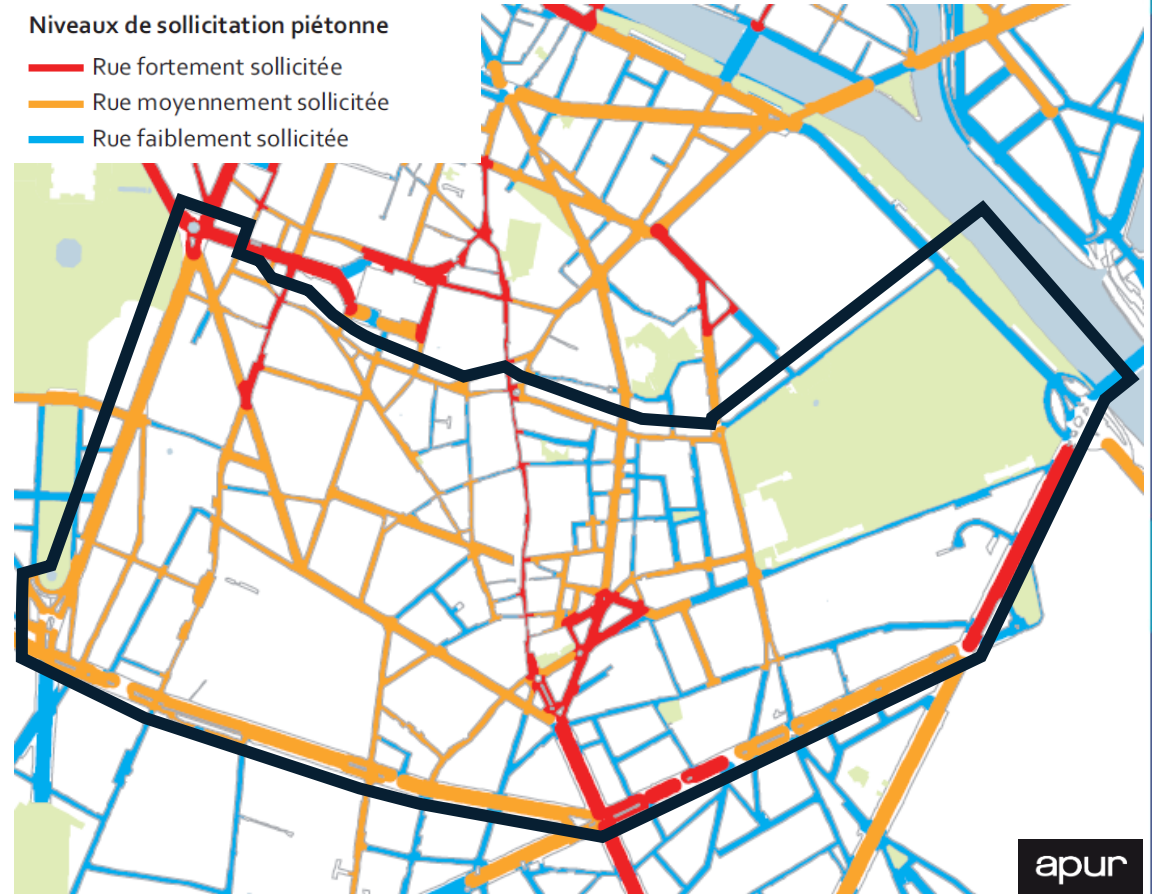 Niveaux de sollicitation piétonne
Rue fortement sollicitée
Rue moyennement sollicitée
Rue faiblement sollicitée
apur